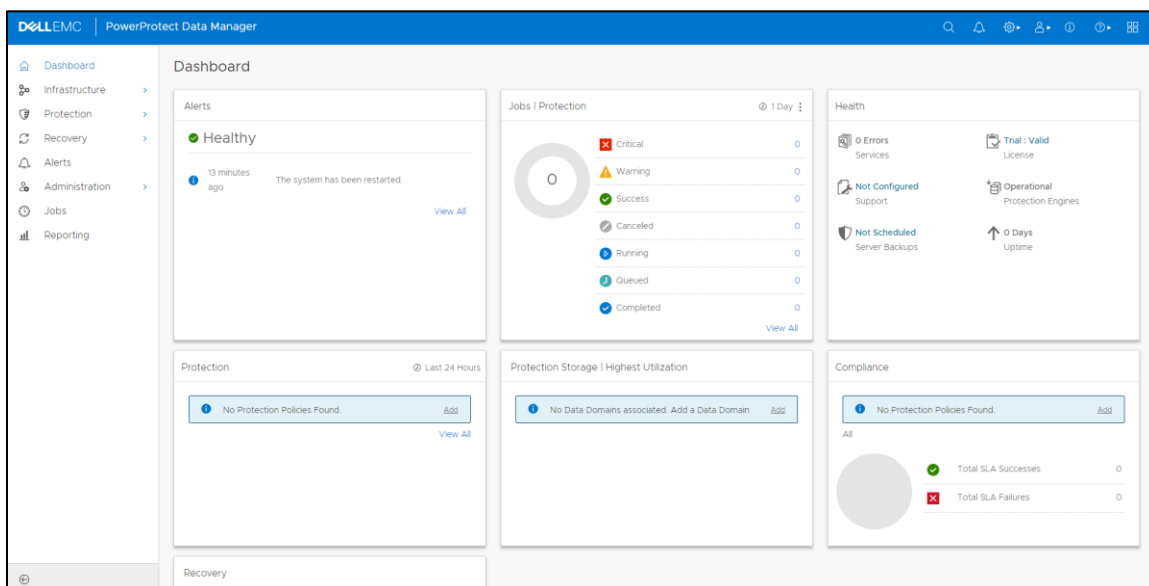 DELLEMC PowerProtect Data Manager
Dashboard
Infrastructure
Protection
Recovery
Alerts
Administration
Jobs
Reporting
Dashboard
Alerts
Healthy
13 minutes
ago
The system has been restarted.
View All
Jobs | Protection
1 Day
0
Critical 0
Warning 0
Success 0
Canceled 0
Running 0
Queued 0
Completed 0
View All
Health
0 Errors
Services
Trial : Valid
License
Not Configured
Support
Operational
Protection Engines
Not Scheduled
Server Backups
0 Days
Uptime
Protection
Last 24 Hours
No Protection Policies Found. Add
View All
Protection Storage | Highest Utilization
No Data Domains associated. Add a Data Domain Add
Compliance
No Protection Policies Found. Add
All
Total SLA Successes 0
Total SLA Failures 0
Recovery